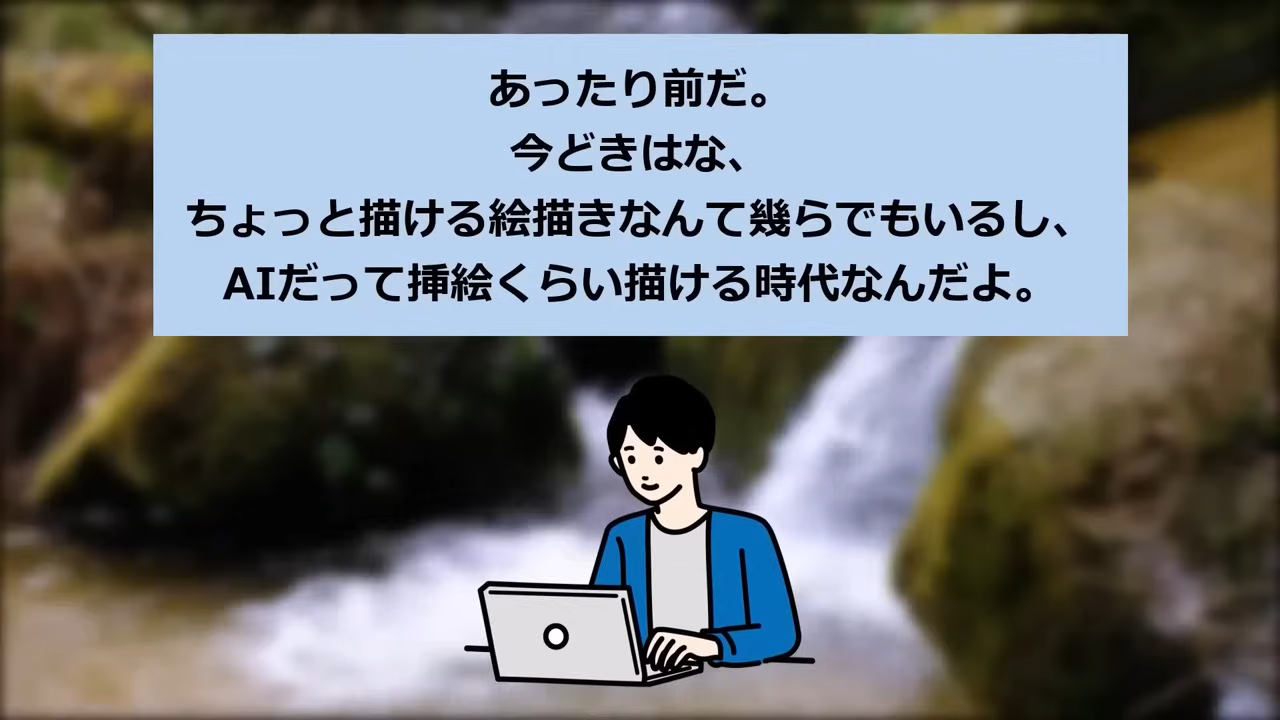 あったり前だ。
今どきはな、
ちょっと描ける絵描きなんて幾らでもいるし、
AIだって挿絵くらい描ける時代なんだよ。